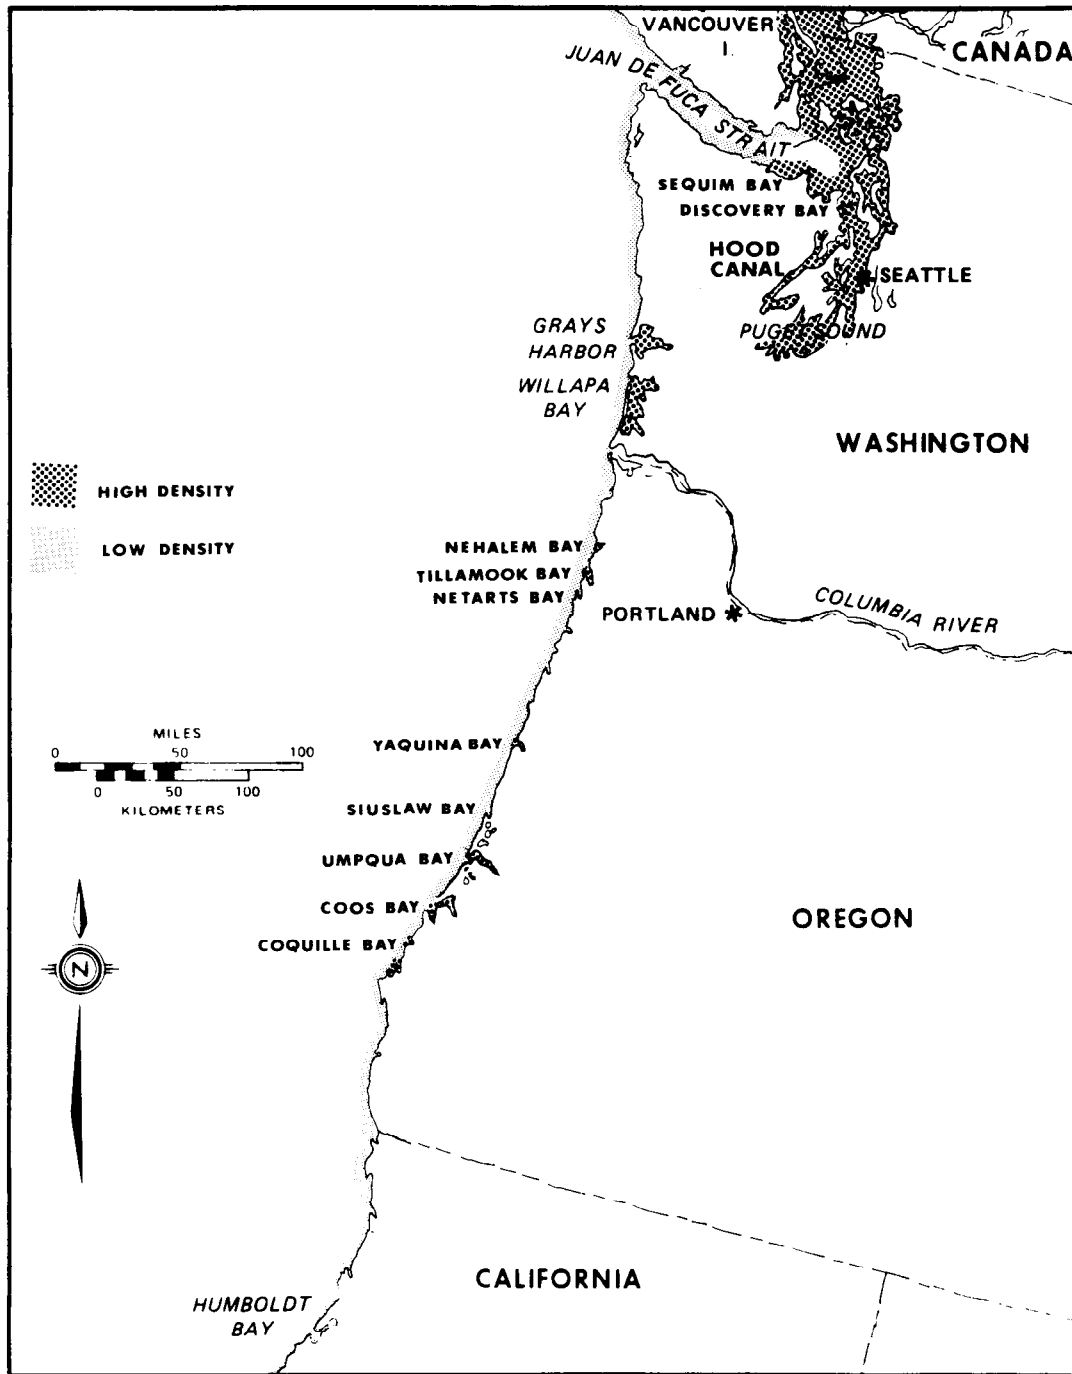 VANCOUVER
I.
CANADA
JUAN DE FUCA STRAIT
SEQUIM BAY
DISCOVERY BAY
HOOD
CANAL
SEATTLE
PUGET SOUND
GRAYS
HARBOR
WILLAPA
BAY
WASHINGTON
HIGH DENSITY
LOW DENSITY
NEHALEM BAY
TILLAMOOK BAY
NETARTS BAY
PORTLAND
COLUMBIA RIVER
MILES
0 50 100
0 50 100
KILOMETERS
YAQUINA BAY
SIUSLAW BAY
UMPQUA BAY
COOS BAY
COQUILLE BAY
OREGON
N
CALIFORNIA
HUMBOLDT
BAY